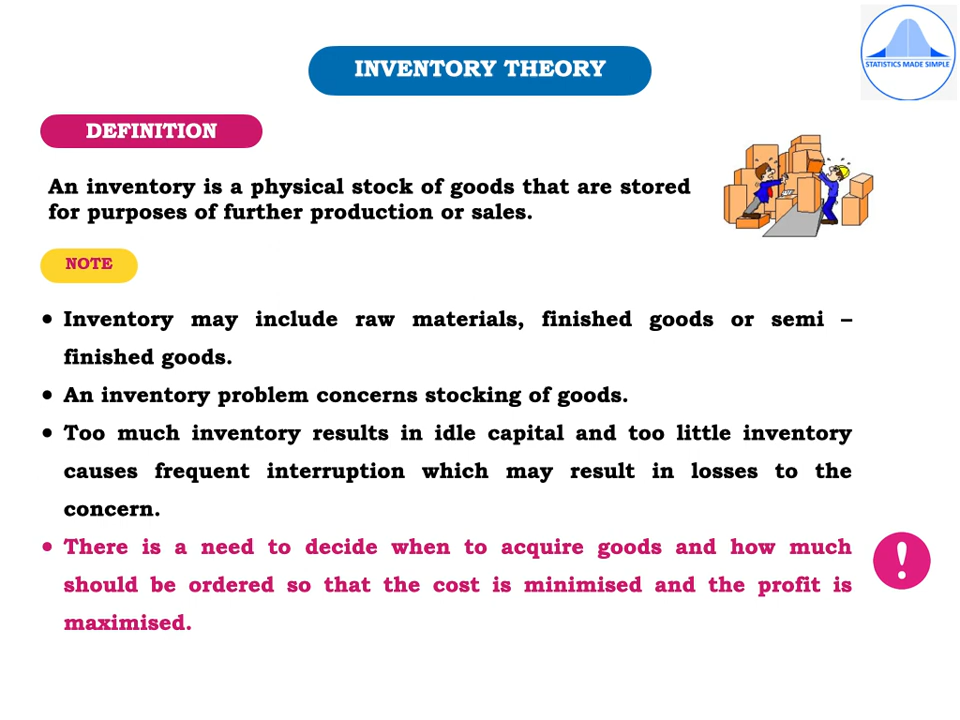 STATISTICS MADE SIMPLE
INVENTORY THEORY
DEFINITION
An inventory is a physical stock of goods that are stored
for purposes of further production or sales.
NOTE
• Inventory may include raw materials, finished goods or semi –
finished goods.
• An inventory problem concerns stocking of goods.
• Too much inventory results in idle capital and too little inventory
causes frequent interruption which may result in losses to the
concern.
• There is a need to decide when to acquire goods and how much
should be ordered so that the cost is minimised and the profit is
maximised.
!